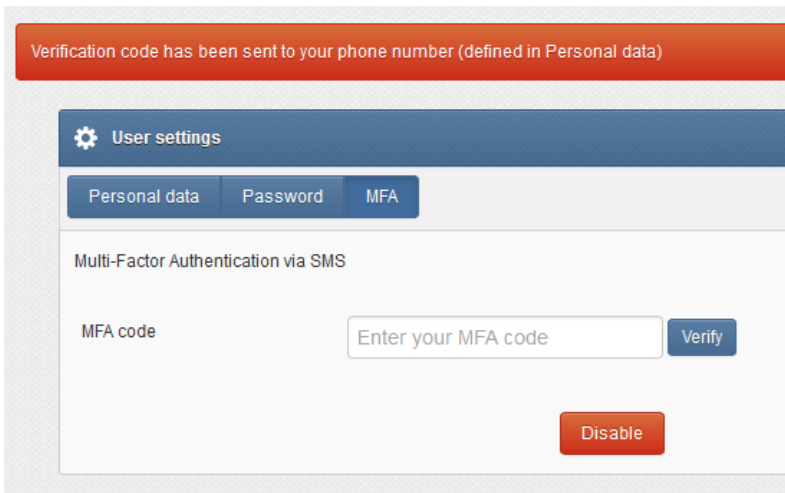 Verification code has been sent to your phone number (defined in Personal data)
User settings
Personal data Password MFA
Multi-Factor Authentication via SMS
MFA code Enter your MFA code Verify
Disable